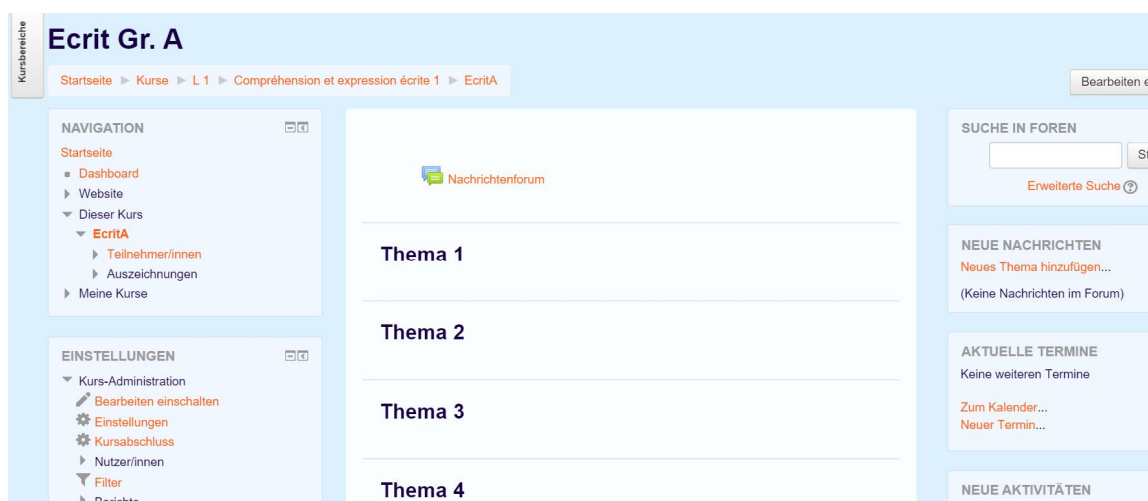 Kursbereiche
Ecrit Gr. A
Startseite ▶ Kurse ▶ L 1 ▶ Compréhension et expression écrite 1 ▶ EcritA
Bearbeiten
NAVIGATION
Startseite
Dashboard
Website
Dieser Kurs
EcritA
Teilnehmer/innen
Auszeichnungen
Meine Kurse
EINSTELLUNGEN
Kurs-Administration
Bearbeiten einschalten
Einstellungen
Kursabschluss
Nutzer/innen
Filter
Berichte
Nachrichtenforum
Thema 1
Thema 2
Thema 3
Thema 4
SUCHE IN FOREN
Erweiterte Suche
NEUE NACHRICHTEN
Neues Thema hinzufügen...
(Keine Nachrichten im Forum)
AKTUELLE TERMINE
Keine weiteren Termine
Zum Kalender...
Neuer Termin...
NEUE AKTIVITÄTEN